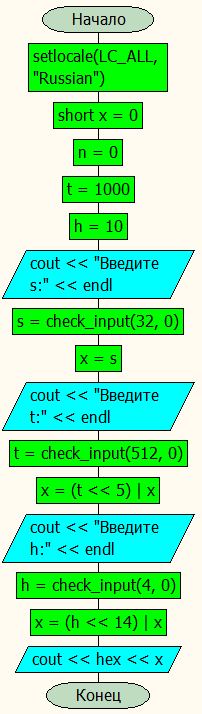 Начало
setlocale(LC_ALL,
"Russian")
short x = 0
n = 0
t = 1000
h = 10
cout << "Введите
s:" << endl
s = check_input(32, 0)
x = s
cout << "Введите
t:" << endl
t = check_input(512, 0)
x = (t << 5) | x
cout << "Введите
h:" << endl
h = check_input(4, 0)
x = (h << 14) | x
cout << hex << x
Конец